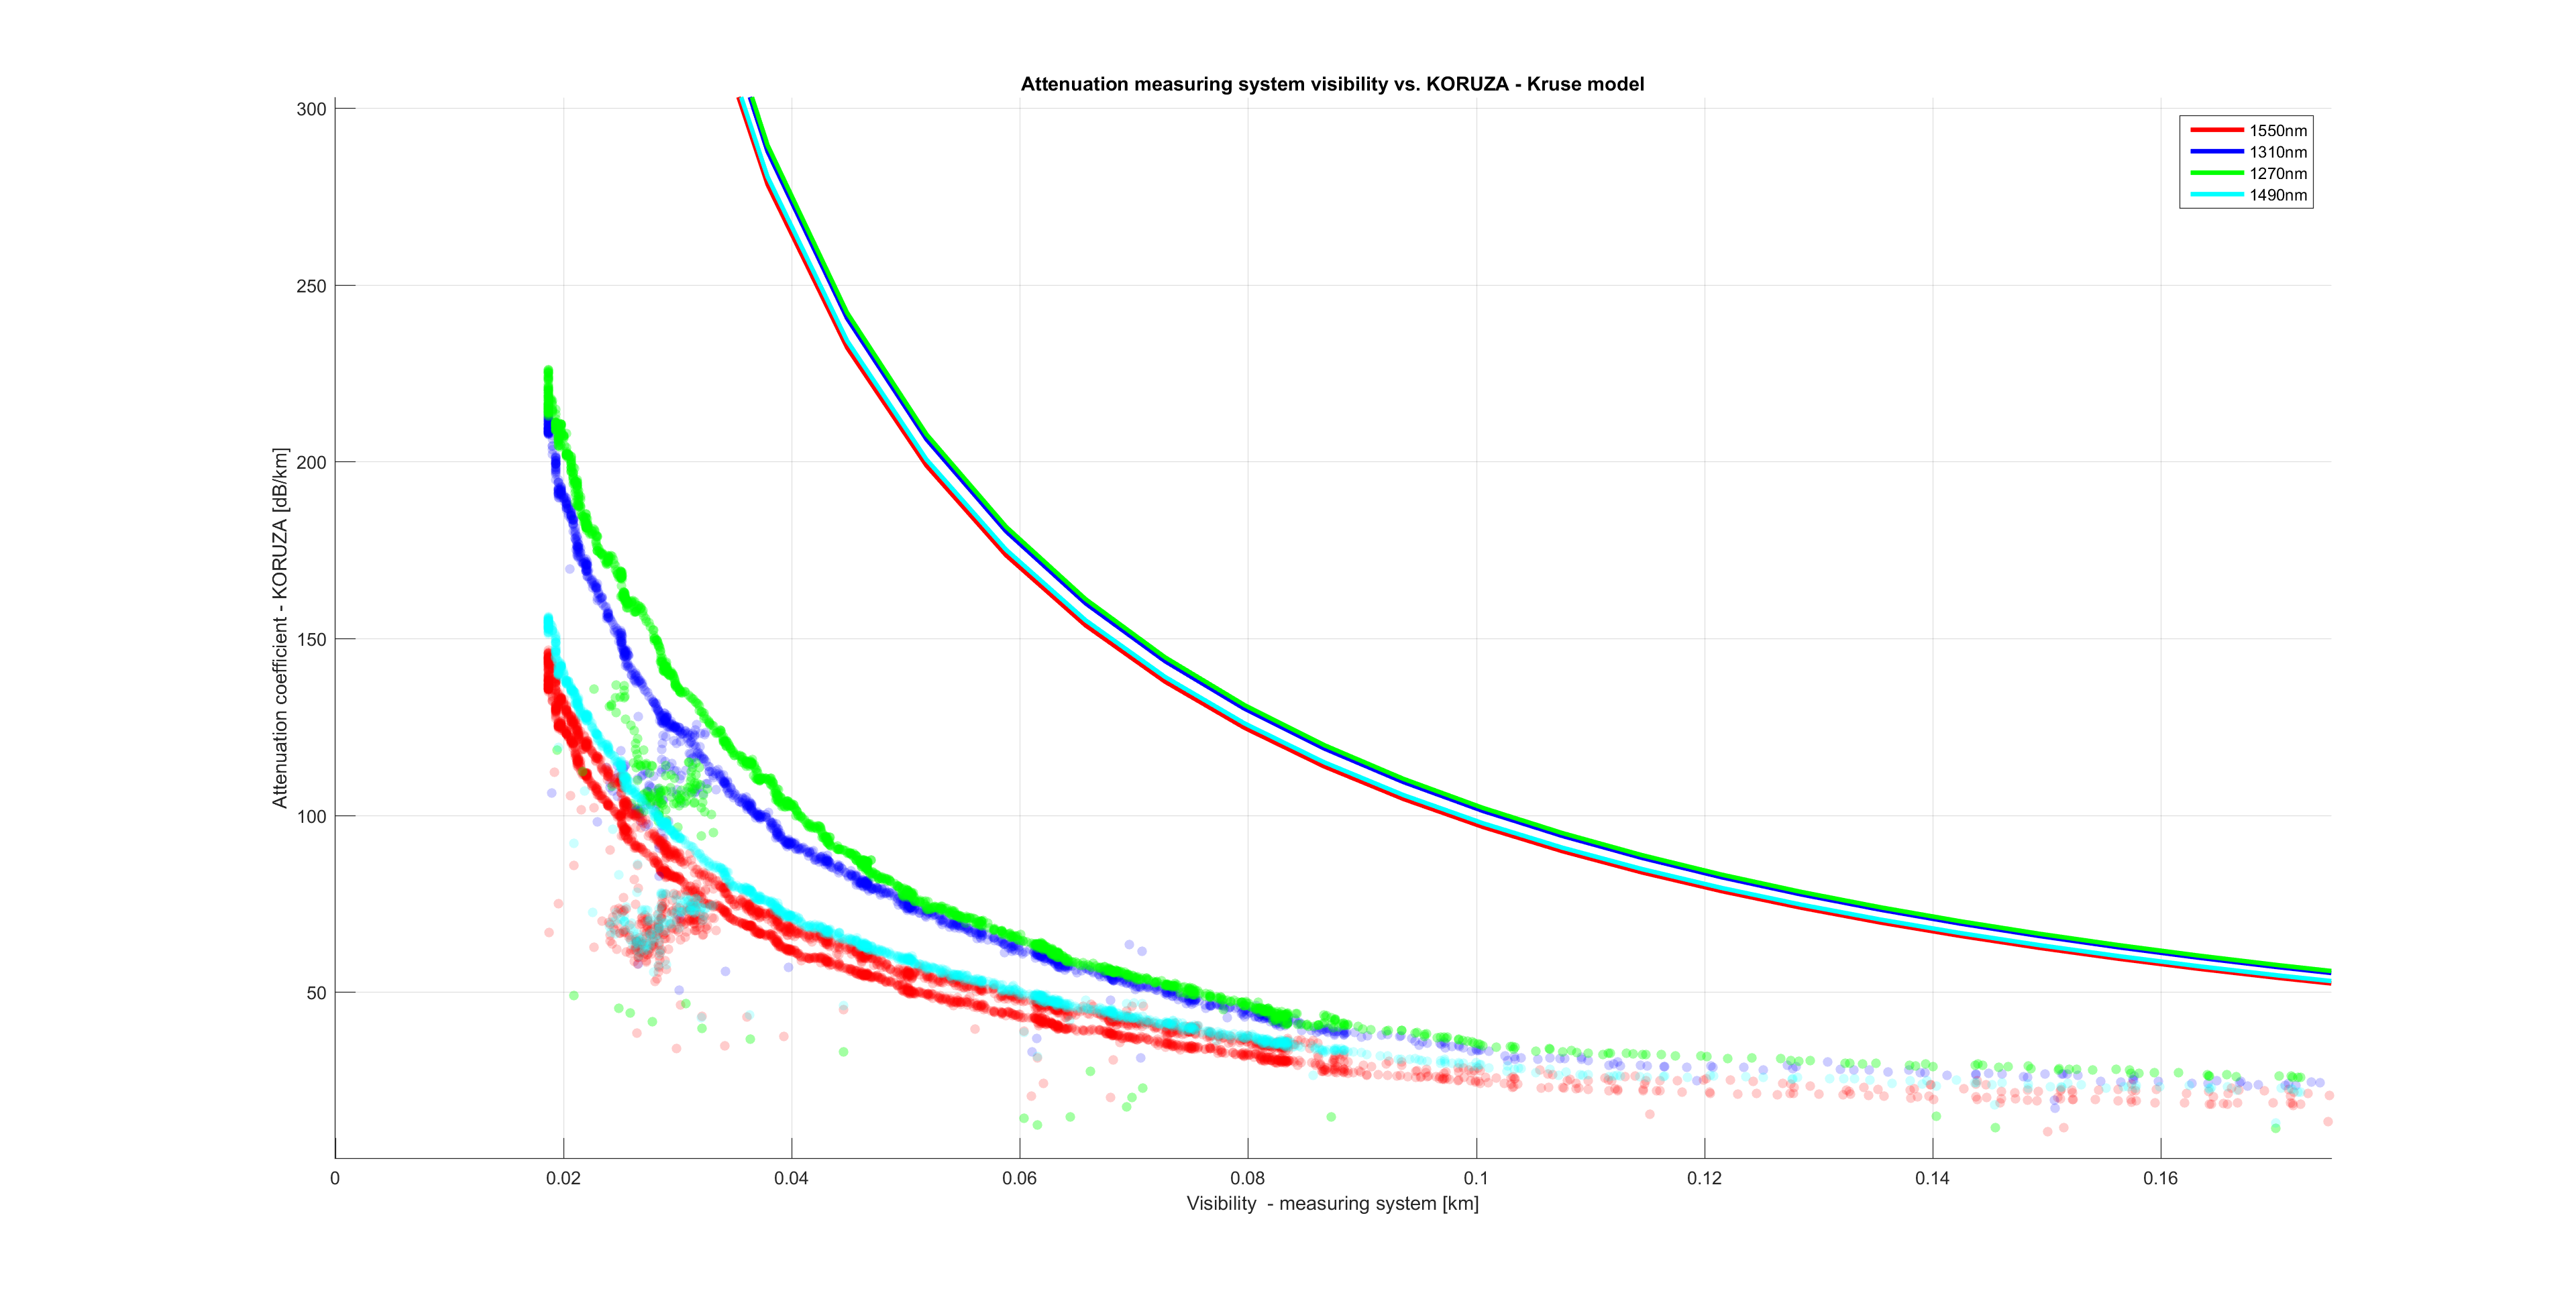 Attenuation measuring system visibility vs. KORUZA - Kruse model
300
250
200
150
100
50
Attenuation coefficient - KORUZA [dB/km]
1550nm
1310nm
1270nm
1490nm
0 0.02 0.04 0.06 0.08 0.1 0.12 0.14 0.16
Visibility - measuring system [km]